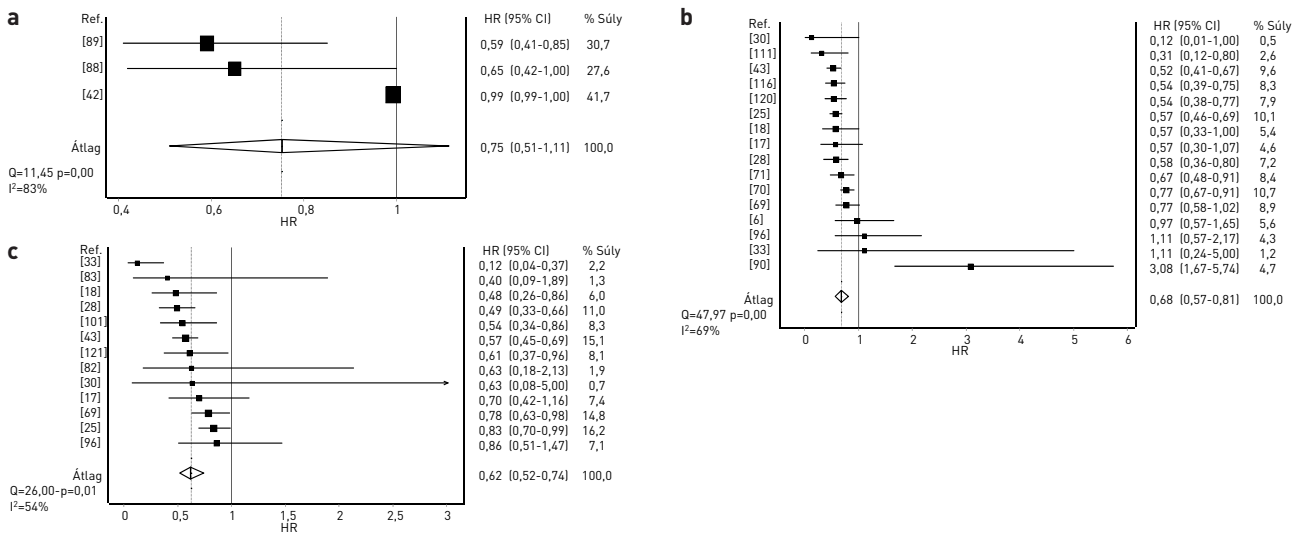 a
Ref. HR (95% CI) % Súly
[89] 0,59 (0,41-0,85) 30,7
[88] 0,65 (0,42-1,00) 27,6
[42] 0,99 (0,99-1,00) 41,7
Átlag 0,75 (0,51-1,11) 100,0
Q=11,45 p=0,00
I²=83%
0,4 0,6 0,8 1
HR
b
Ref. HR (95% CI) % Súly
[30] 0,12 (0,01-1,00) 0,5
[111] 0,31 (0,12-0,80) 2,6
[43] 0,52 (0,41-0,67) 9,6
[116] 0,54 (0,39-0,75) 8,3
[120] 0,54 (0,38-0,77) 7,9
[25] 0,57 (0,46-0,69) 10,1
[18] 0,57 (0,33-1,00) 5,4
[17] 0,57 (0,30-1,07) 4,6
[28] 0,58 (0,36-0,80) 7,2
[71] 0,67 (0,48-0,91) 8,4
[70] 0,77 (0,67-0,91) 10,7
[69] 0,77 (0,58-1,02) 8,9
[6] 0,97 (0,57-1,65) 5,6
[96] 1,11 (0,57-2,17) 4,3
[33] 1,11 (0,24-5,00) 1,2
[90] 3,08 (1,67-5,74) 4,7
Átlag 0,68 (0,57-0,81) 100,0
Q=47,97 p=0,00
I²=69%
0 1 2 3 4 5 6
HR
c
Ref. HR (95% CI) % Súly
[33] 0,12 (0,04-0,37) 2,2
[83] 0,40 (0,09-1,89) 1,3
[18] 0,48 (0,26-0,86) 6,0
[28] 0,49 (0,33-0,66) 11,0
[101] 0,54 (0,34-0,86) 8,3
[43] 0,57 (0,45-0,69) 15,1
[121] 0,61 (0,37-0,96) 8,1
[82] 0,63 (0,18-2,13) 1,9
[30] 0,63 (0,08-5,00) 0,7
[17] 0,70 (0,42-1,16) 7,4
[69] 0,78 (0,63-0,98) 14,8
[25] 0,83 (0,70-0,99) 16,2
[96] 0,86 (0,51-1,47) 7,1
Átlag 0,62 (0,52-0,74) 100,0
Q=26,00-p=0,01
I²=54%
0 0,5 1 2 2,5 3
HR